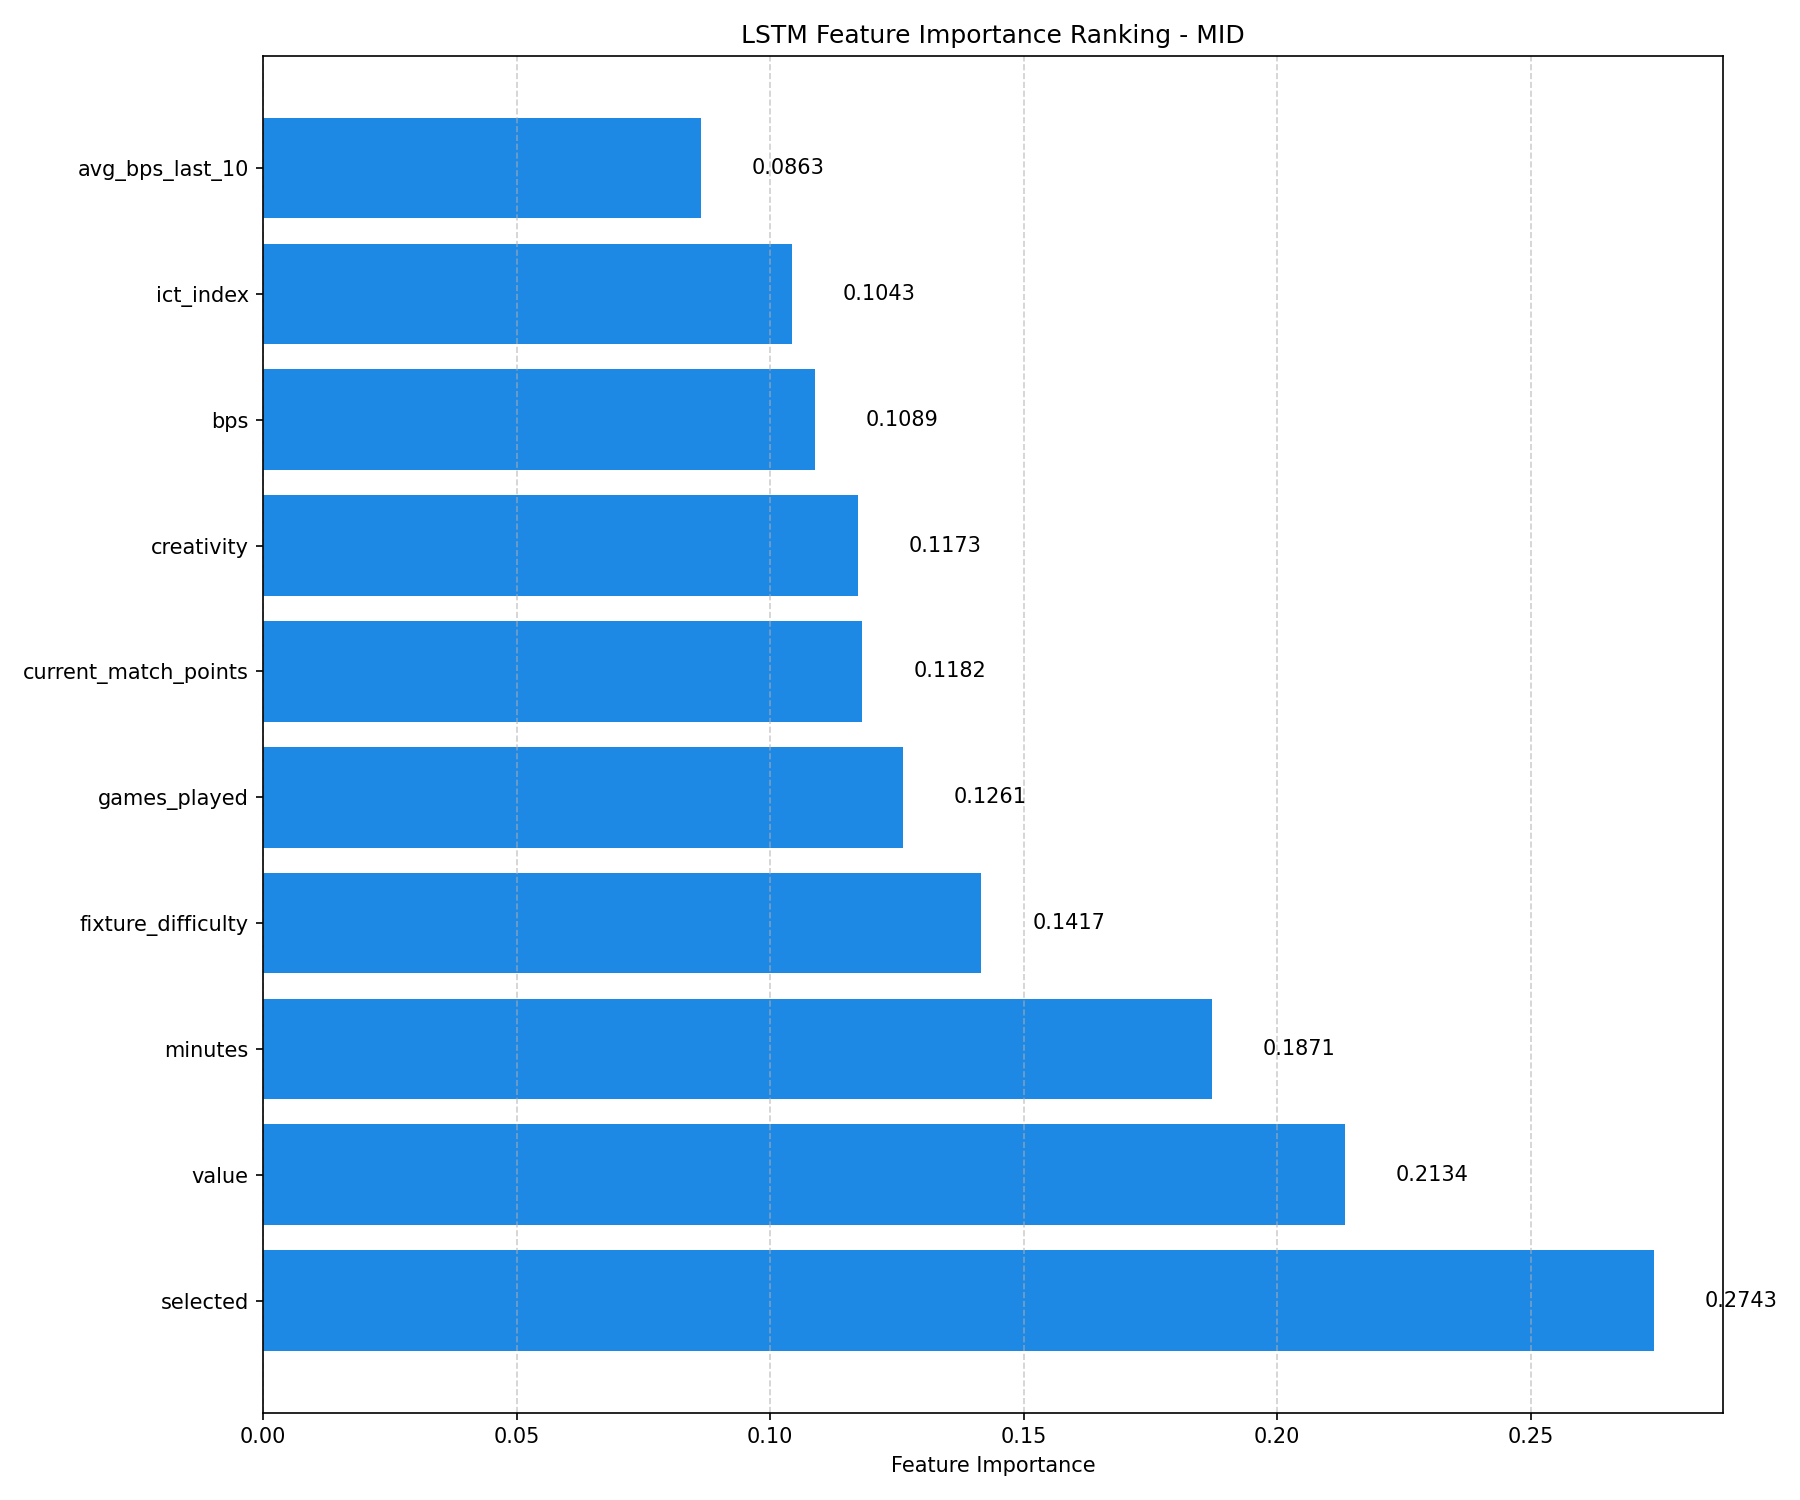 LSTM Feature Importance Ranking - MID
avg_bps_last_10
0.0863
ict_index
0.1043
bps
0.1089
creativity
0.1173
current_match_points
0.1182
games_played
0.1261
fixture_difficulty
0.1417
minutes
0.1871
value
0.2134
selected
0.2743
0.00 0.05 0.10 0.15 0.20 0.25
Feature Importance